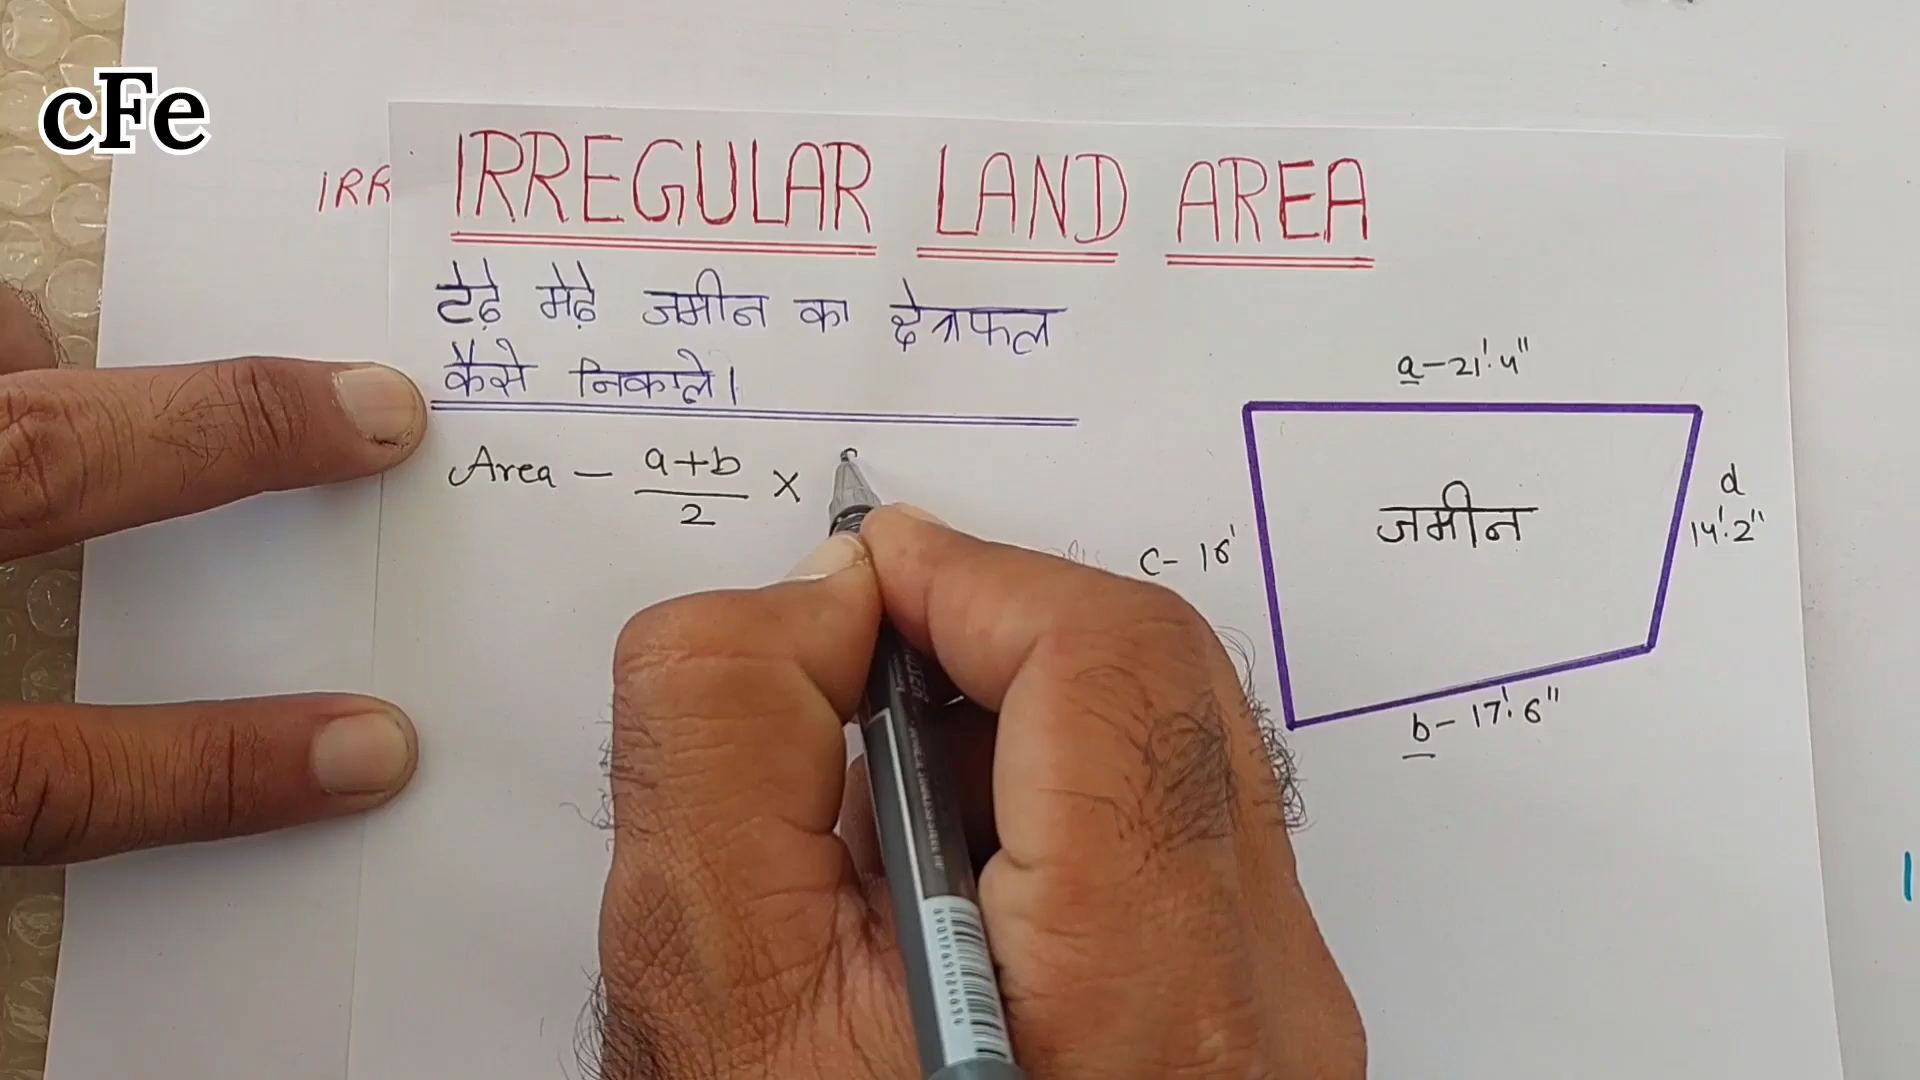 cFe
IRR
IRREGULAR LAND AREA
टेढ़े मेढ़े जमीन का क्षेत्रफल
कैसे निकाले।
Area - a+b/2 ×
a - 21'.4"
जमीन
c - 16'
d
14'.2"
b - 17'.6"